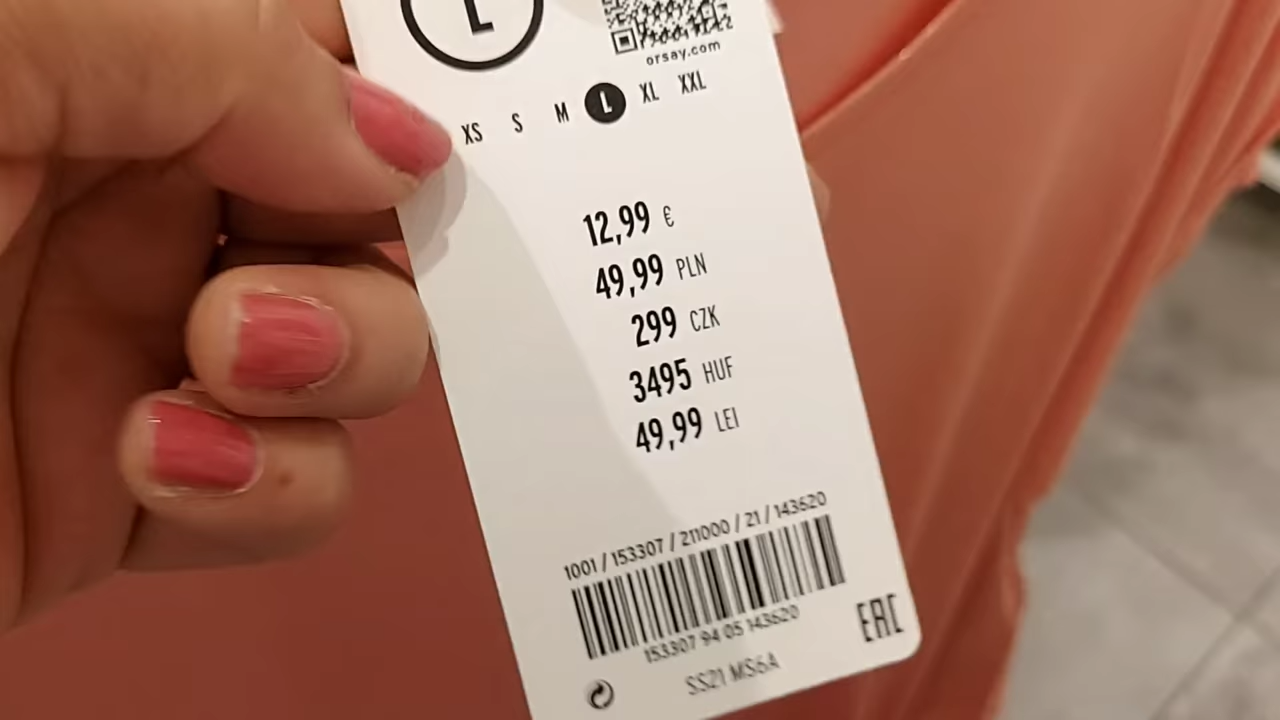 L
orsay.com
XS S M L XL XXL
12,99 €
49,99 PLN
299 CZK
3495 HUF
49,99 LEI
1001 / 153307 / 211000 / 21 / 143620
153307 94 05 143620
EAC
SS21 MS6A